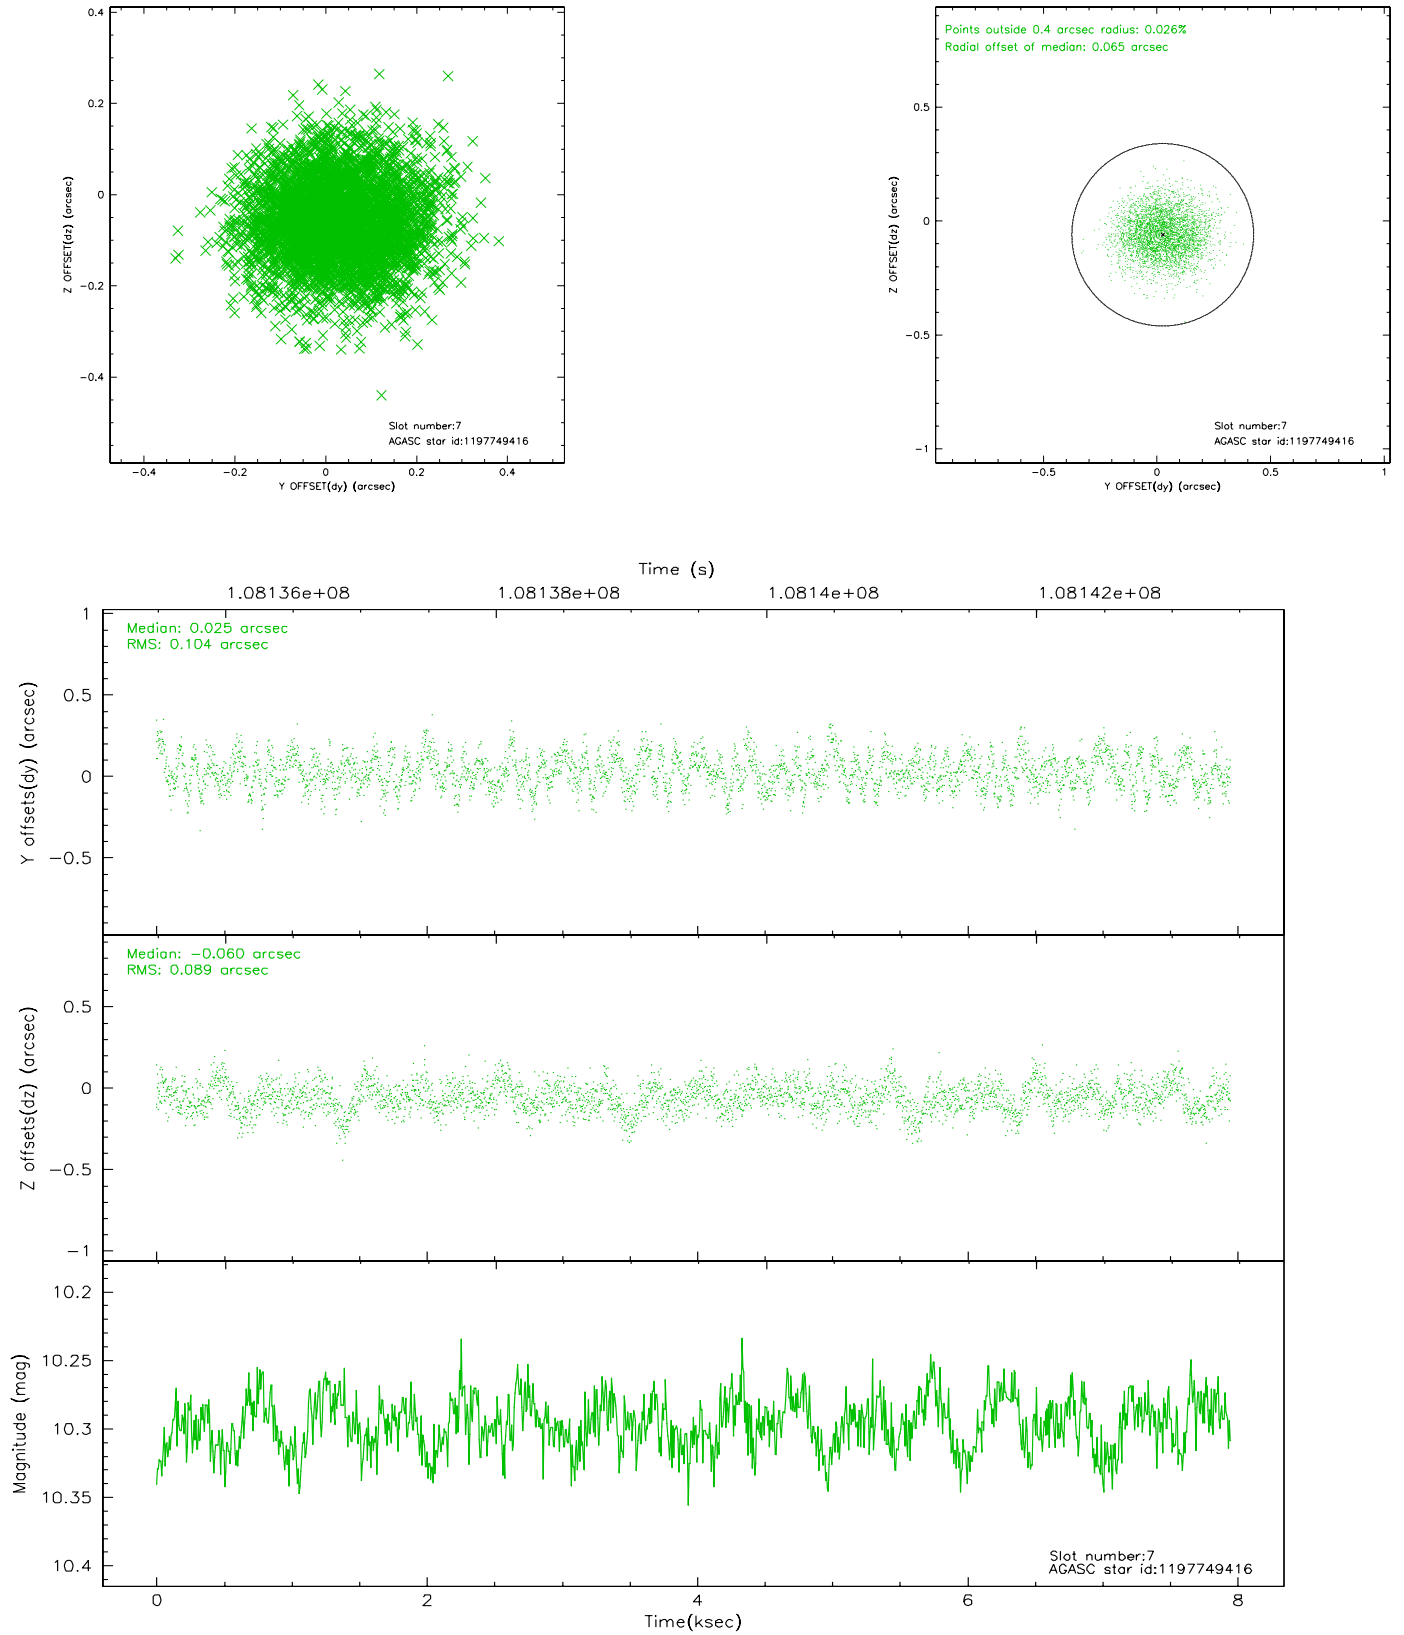 0.4
0.2
0
−0.2
−0.4
Z OFFSET(dz) (arcsec)
Slot number:7
AGASC star id:1197749416
−0.4 −0.2 0 0.2 0.4
Y OFFSET(dy) (arcsec)
Points outside 0.4 arcsec radius: 0.026%
Radial offset of median: 0.065 arcsec
0.5
0
−0.5
−1
Z OFFSET(dz) (arcsec)
Slot number:7
AGASC star id:1197749416
−0.5 0 0.5 1
Y OFFSET(dy) (arcsec)
Time (s)
1.08136e+08 1.08138e+08 1.0814e+08 1.08142e+08
Median: 0.025 arcsec
RMS: 0.104 arcsec
1
0.5
0
−0.5
Y offsets(dy) (arcsec)
Median: −0.060 arcsec
RMS: 0.089 arcsec
0.5
0
−0.5
−1
Z offsets(dz) (arcsec)
10.2
10.25
10.3
10.35
10.4
Magnitude (mag)
Slot number:7
AGASC star id:1197749416
0 2 4 6 8
Time(ksec)